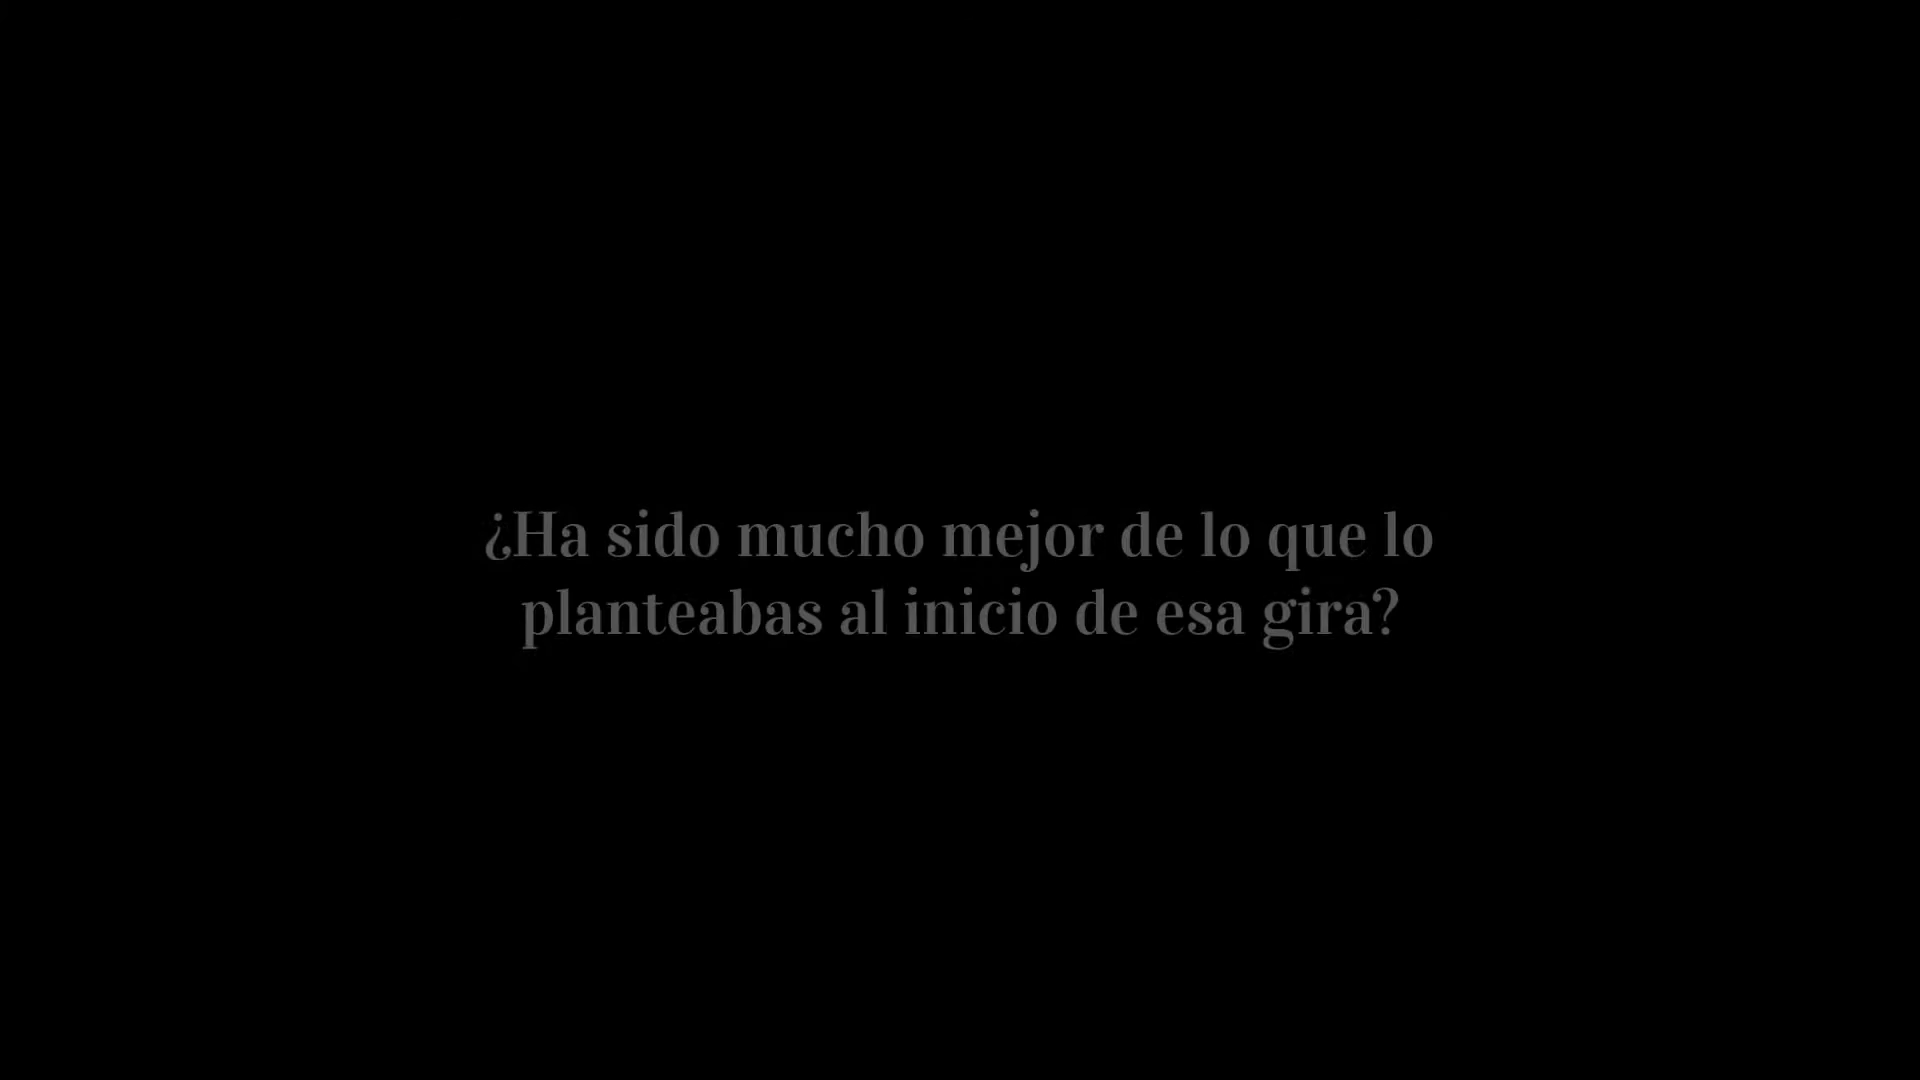 ¿Ha sido mucho mejor de lo que lo
planteabas al inicio de esa gira?